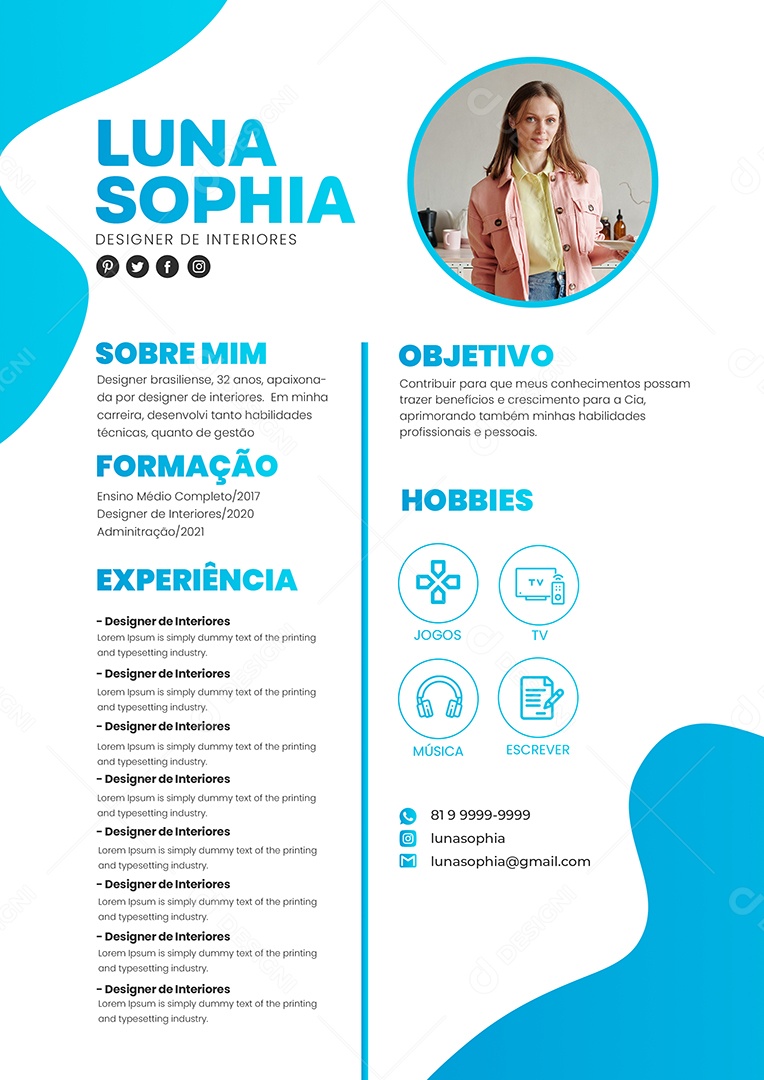 LUNA
SOPHIA
DESIGNER DE INTERIORES
SOBRE MIM
Designer brasiliense, 32 anos, apaixona-
da por designer de interiores. Em minha
carreira, desenvolvi tanto habilidades
técnicas, quanto de gestão
FORMAÇÃO
Ensino Médio Completo/2017
Designer de Interiores/2020
Adminitração/2021
EXPERIÊNCIA
- Designer de Interiores
Lorem Ipsum is simply dummy text of the printing
and typesetting industry.
- Designer de Interiores
Lorem Ipsum is simply dummy text of the printing
and typesetting industry.
- Designer de Interiores
Lorem Ipsum is simply dummy text of the printing
and typesetting industry.
- Designer de Interiores
Lorem Ipsum is simply dummy text of the printing
and typesetting industry.
- Designer de Interiores
Lorem Ipsum is simply dummy text of the printing
and typesetting industry.
- Designer de Interiores
Lorem Ipsum is simply dummy text of the printing
and typesetting industry.
- Designer de Interiores
Lorem Ipsum is simply dummy text of the printing
and typesetting industry.
- Designer de Interiores
Lorem Ipsum is simply dummy text of the printing
and typesetting industry.
OBJETIVO
Contribuir para que meus conhecimentos possam
trazer benefícios e crescimento para a Cia,
aprimorando também minhas habilidades
profissionais e pessoais.
HOBBIES
JOGOS
TV
TV
MÚSICA
ESCREVER
81 9 9999-9999
lunasophia
lunasophia@gmail.com
DESIGNI